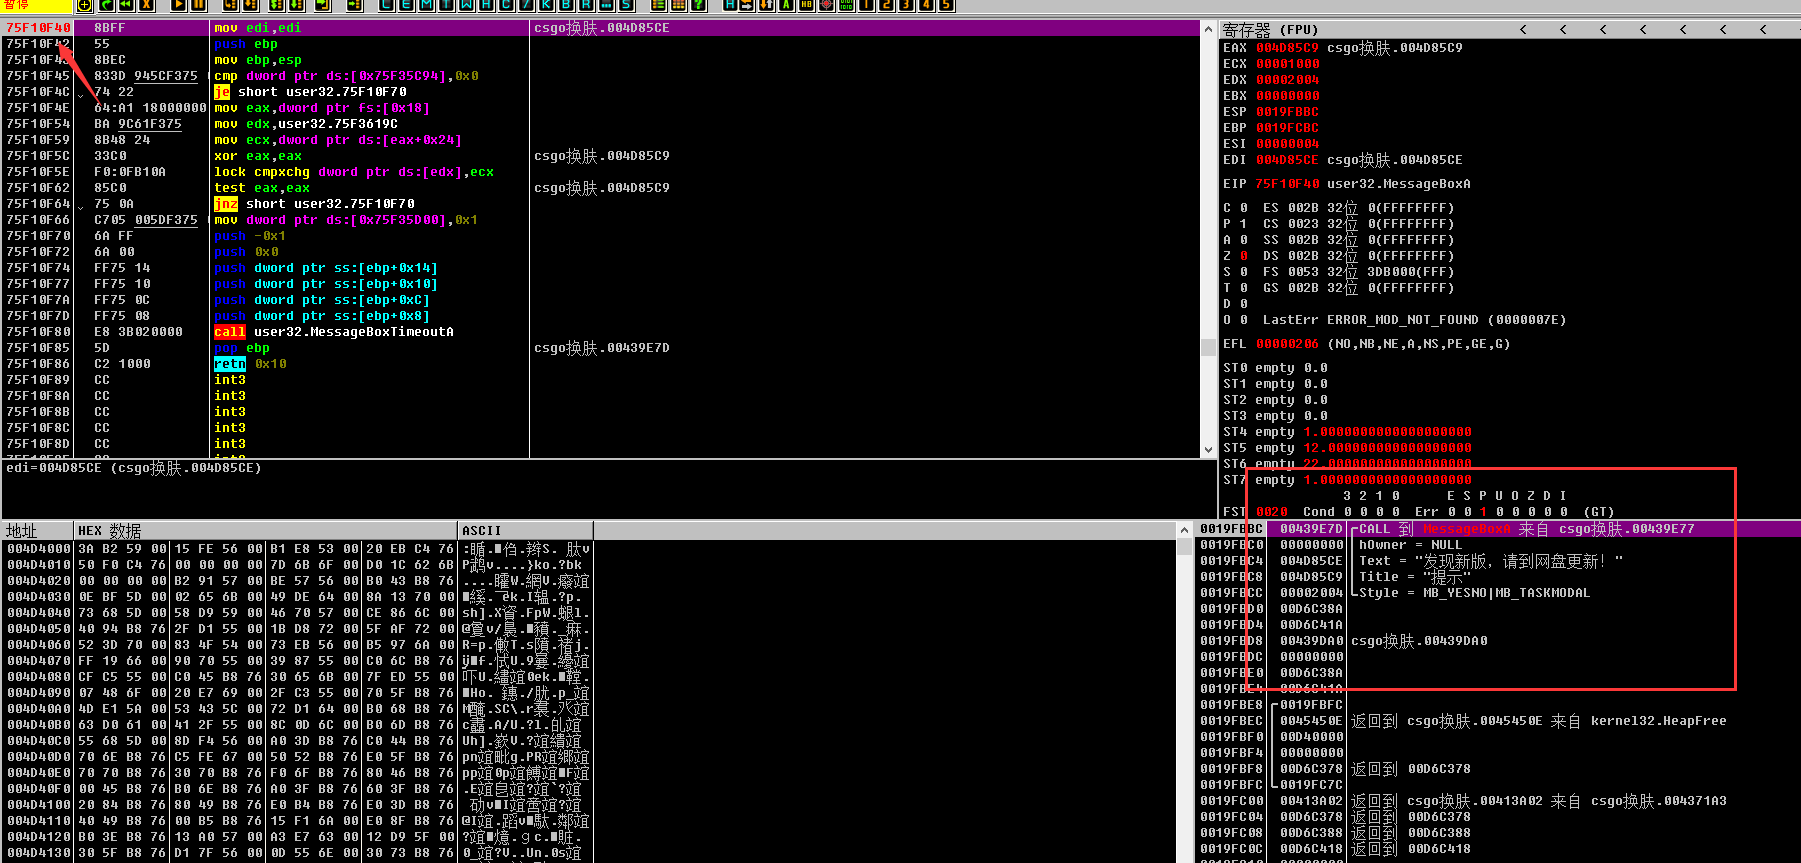 暂停
L E M T W H C / K B R ... S
75F10F40 8BFF mov edi,edi csgo换肤.004D85CE
75F10F42 55 push ebp
8BEC mov ebp,esp
75F10F45 833D 945CF375 cmp dword ptr ds:[0x75F35C94],0x0
75F10F4C 74 22 je short user32.75F10F70
75F10F4E 64:A1 18000000 mov eax,dword ptr fs:[0x18]
75F10F54 BA 9C61F375 mov edx,user32.75F3619C
75F10F59 8B48 24 mov ecx,dword ptr ds:[eax+0x24]
75F10F5C 33C0 xor eax,eax csgo换肤.004D85C9
75F10F5E F0:0FB10A lock cmpxchg dword ptr ds:[edx],ecx
75F10F62 85C0 test eax,eax csgo换肤.004D85C9
75F10F64 75 0A jnz short user32.75F10F70
75F10F66 C705 005DF375 mov dword ptr ds:[0x75F35D00],0x1
75F10F70 6A FF push -0x1
75F10F72 6A 00 push 0x0
75F10F74 FF75 14 push dword ptr ss:[ebp+0x14]
75F10F77 FF75 10 push dword ptr ss:[ebp+0x10]
75F10F7A FF75 0C push dword ptr ss:[ebp+0xC]
75F10F7D FF75 08 push dword ptr ss:[ebp+0x8]
75F10F80 E8 3B020000 call user32.MessageBoxTimeoutA
75F10F85 5D pop ebp csgo换肤.00439E7D
75F10F86 C2 1000 retn 0x10
75F10F89 CC int3
75F10F8A CC int3
75F10F8B CC int3
75F10F8C CC int3
75F10F8D CC int3
edi=004D85CE (csgo换肤.004D85CE)
寄存器 (FPU) < < < < < < <
EAX 004D85C9 csgo换肤.004D85C9
ECX 00001000
EDX 00002004
EBX 00000000
ESP 0019FBBC
EBP 0019FCBC
ESI 00000004
EDI 004D85CE csgo换肤.004D85CE
EIP 75F10F40 user32.MessageBoxA
C 0 ES 002B 32位 0(FFFFFFFF)
P 1 CS 0023 32位 0(FFFFFFFF)
A 0 SS 002B 32位 0(FFFFFFFF)
Z 0 DS 002B 32位 0(FFFFFFFF)
S 0 FS 0053 32位 3DB000(FFF)
T 0 GS 002B 32位 0(FFFFFFFF)
D 0
O 0 LastErr ERROR_MOD_NOT_FOUND (0000007E)
EFL 00000206 (NO,NB,NE,A,NS,PE,GE,G)
ST0 empty 0.0
ST1 empty 0.0
ST2 empty 0.0
ST3 empty 0.0
ST4 empty 1.0000000000000000000
ST5 empty 12.000000000000000000
ST6 empty 22.000000000000000000
ST7 empty 1.0000000000000000000
3 2 1 0 E S P U O Z D I
FST 0020 Cond 0 0 0 0 Err 0 0 1 0 0 0 0 0 (GT)
地址 HEX 数据 ASCII
004D4000 3A B2 59 00 15 FE 56 00 B1 E8 53 00 20 EB C4 76
004D4010 50 F0 C4 76 00 00 00 00 7D 6B 6F 00 D0 1C 62 6B
004D4020 00 00 00 00 B2 91 57 00 BE 57 56 00 B0 43 B8 76
004D4030 0E BF 5D 00 02 65 6B 00 49 DE 64 00 8A 13 70 00
004D4040 73 68 5D 00 58 D9 59 00 46 70 57 00 CE 86 6C 00
004D4050 40 94 B8 76 2F D1 55 00 1B D8 72 00 5F AF 72 00
004D4060 52 3D 70 00 83 4F 54 00 73 EB 56 00 B5 97 6A 00
004D4070 FF 19 66 00 90 70 55 00 39 87 55 00 C0 6C B8 76
004D4080 CF C5 55 00 C0 45 B8 76 30 65 6B 00 7F ED 55 00
004D4090 07 48 6F 00 20 E7 69 00 2F C3 55 00 70 5F B8 76
004D40A0 4D E1 5A 00 53 43 5C 00 72 D1 64 00 B0 68 B8 76
004D40B0 63 D0 61 00 41 2F 55 00 8C 0D 6C 00 B0 6D B8 76
004D40C0 55 68 5D 00 8D F4 56 00 A0 3D B8 76 C0 44 B8 76
004D40D0 70 6E B8 76 C5 FE 67 00 50 52 B8 76 E0 5F B8 76
004D40E0 70 70 B8 76 30 70 B8 76 F0 6F B8 76 80 46 B8 76
004D40F0 00 45 B8 76 B0 6E B8 76 A0 3F B8 76 60 3F B8 76
004D4100 20 84 B8 76 80 49 B8 76 E0 B4 B8 76 E0 3D B8 76
004D4110 40 49 B8 76 00 B5 B8 76 15 F1 6A 00 E0 8F B8 76
004D4120 B0 3E B8 76 13 A0 57 00 A3 E7 63 00 12 D9 5F 00
004D4130 30 5F B8 76 D1 7F 56 00 0D 55 6E 00 30 73 B8 76
0019FBBC 00439E7D CALL 到 MessageBoxA 来自 csgo换肤.00439E77
0019FBC0 00000000 hOwner = NULL
0019FBC4 004D85CE Text = "发现新版，请到网盘更新！"
0019FBC8 004D85C9 Title = "提示"
0019FBCC 00002004 Style = MB_YESNO|MB_TASKMODAL
0019FBD0 00D6C38A
0019FBD4 00D6C41A
0019FBD8 00439DA0 csgo换肤.00439DA0
0019FBDC 00000000
0019FBE0 00D6C38A
0019FBE4 00D6C41A
0019FBE8 0019FBFC
0019FBEC 0045450E 返回到 csgo换肤.0045450E 来自 kernel32.HeapFree
0019FBF0 00D40000
0019FBF4 00000000
0019FBF8 00D6C378 返回到 00D6C378
0019FBFC 0019FC7C
0019FC00 00413A02 返回到 csgo换肤.00413A02 来自 csgo换肤.004371A3
0019FC04 00D6C378 返回到 00D6C378
0019FC08 00D6C388 返回到 00D6C388
0019FC0C 00D6C418 返回到 00D6C418